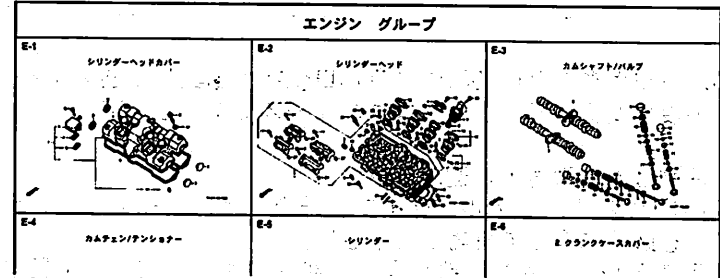 エンジン グループ
E-1
シリンダーヘッドカバー
E-2
シリンダーヘッド
E-3
カムシャフト/バルブ
E-4
カムチェン/テンショナー
E-5
シリンダー
E-6
R.クランクケースカバー